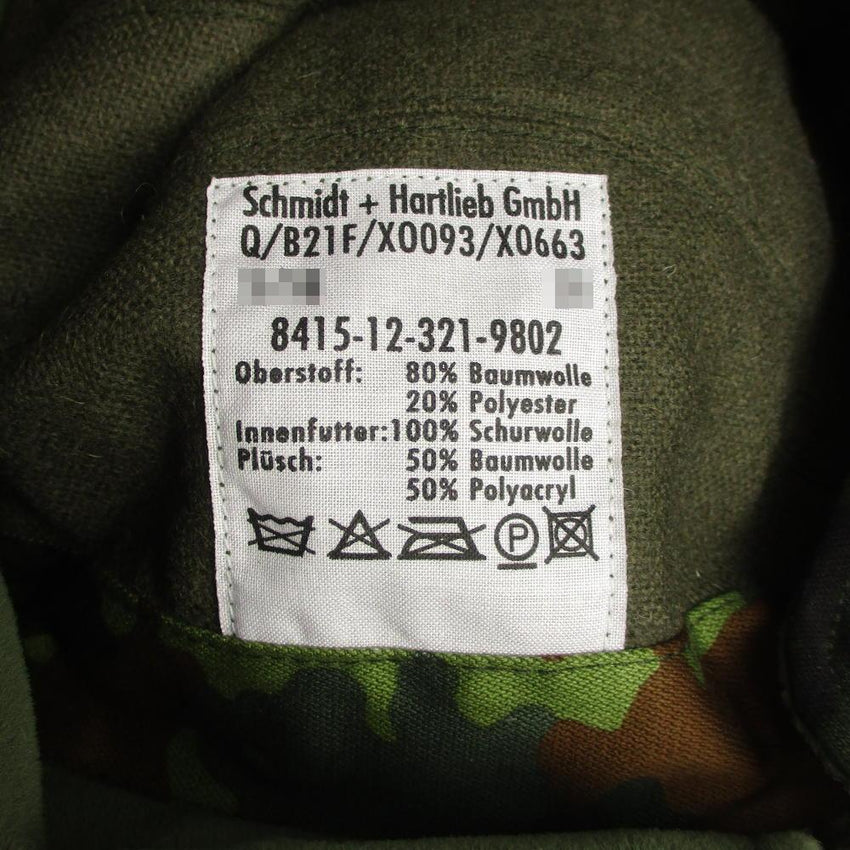 Schmidt + Hartlieb GmbH
Q/B21F/X0093/X0663
8415-12-321-9802
Oberstoff: 80% Baumwolle
20% Polyester
Innenfutter: 100% Schurwolle
Plüsch: 50% Baumwolle
50% Polyacryl
P